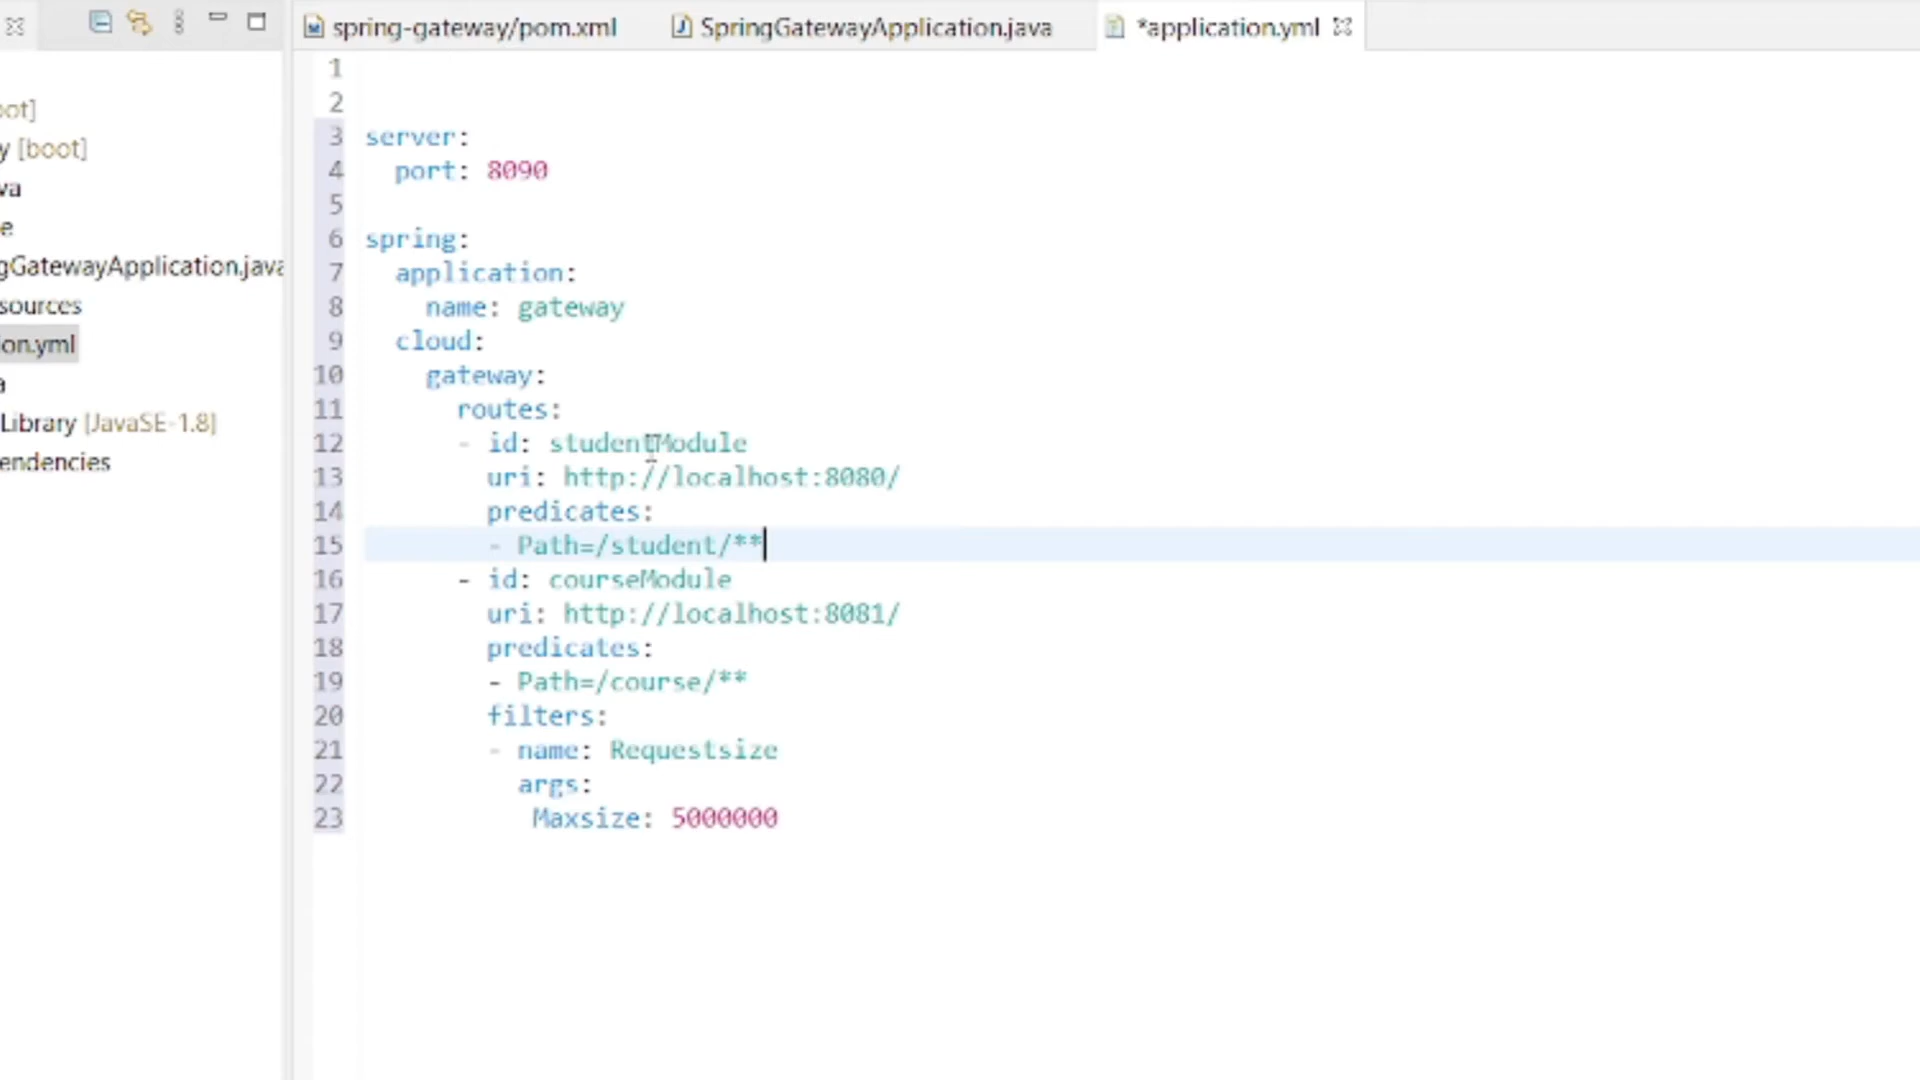 spring-gateway/pom.xml SpringGatewayApplication.java *application.yml
oot]
y [boot]
va
e
gGatewayApplication.java
sources
on.yml
a
Library [JavaSE-1.8]
endencies
1
2
3 server:
4 port: 8090
5
6 spring:
7 application:
8 name: gateway
9 cloud:
10 gateway:
11 routes:
12 - id: studentModule
13 uri: http://localhost:8080/
14 predicates:
15 - Path=/student/**
16 - id: courseModule
17 uri: http://localhost:8081/
18 predicates:
19 - Path=/course/**
20 filters:
21 - name: Requestsize
22 args:
23 Maxsize: 5000000